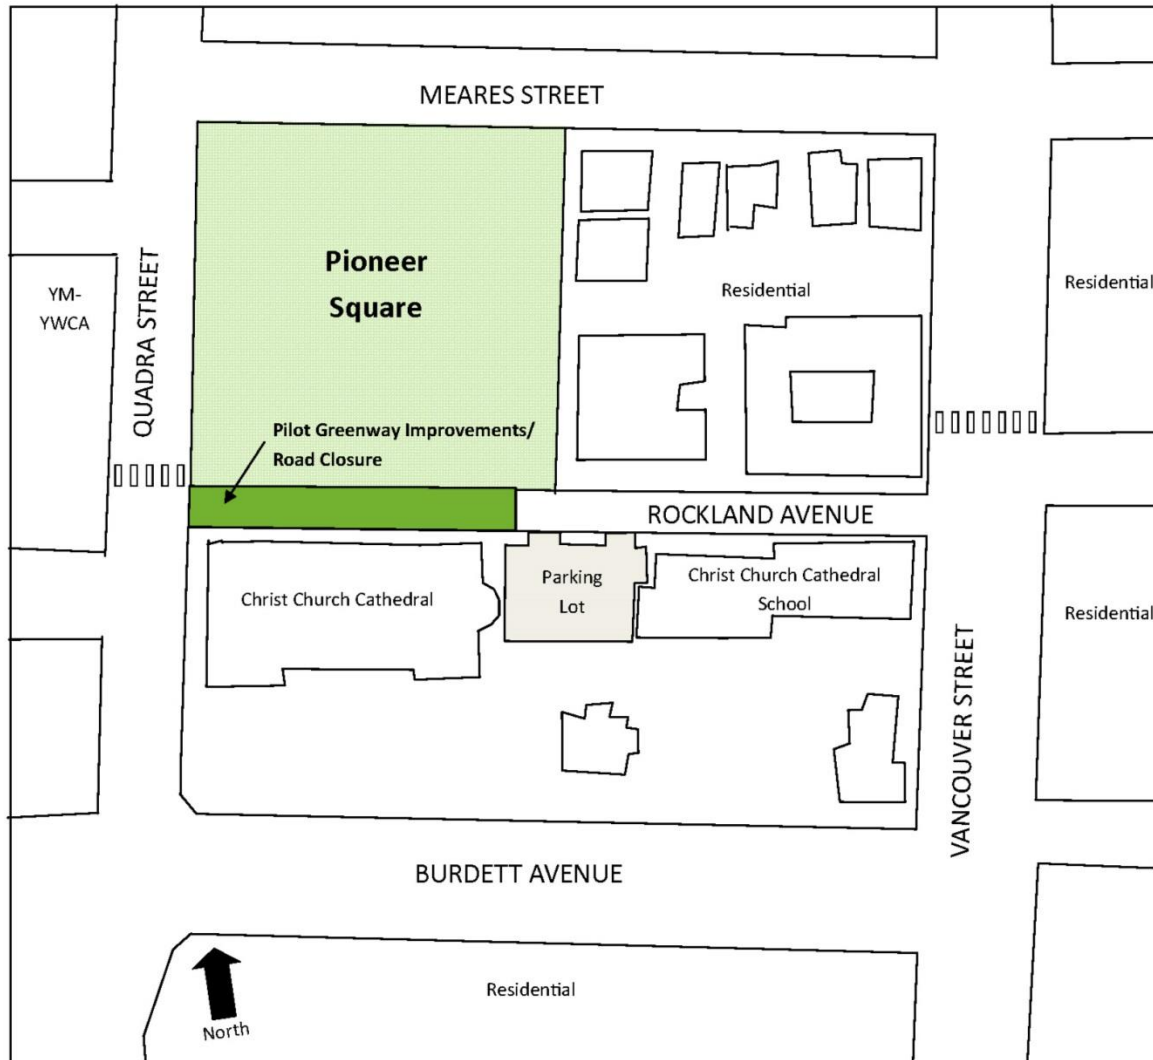 MEARES STREET
Pioneer
Square
Residential
Residential
YM-
YWCA
QUADRA STREET
Pilot Greenway Improvements/
Road Closure
ROCKLAND AVENUE
Christ Church Cathedral
Parking
Lot
Christ Church Cathedral
School
Residential
VANCOUVER STREET
BURDETT AVENUE
Residential
North